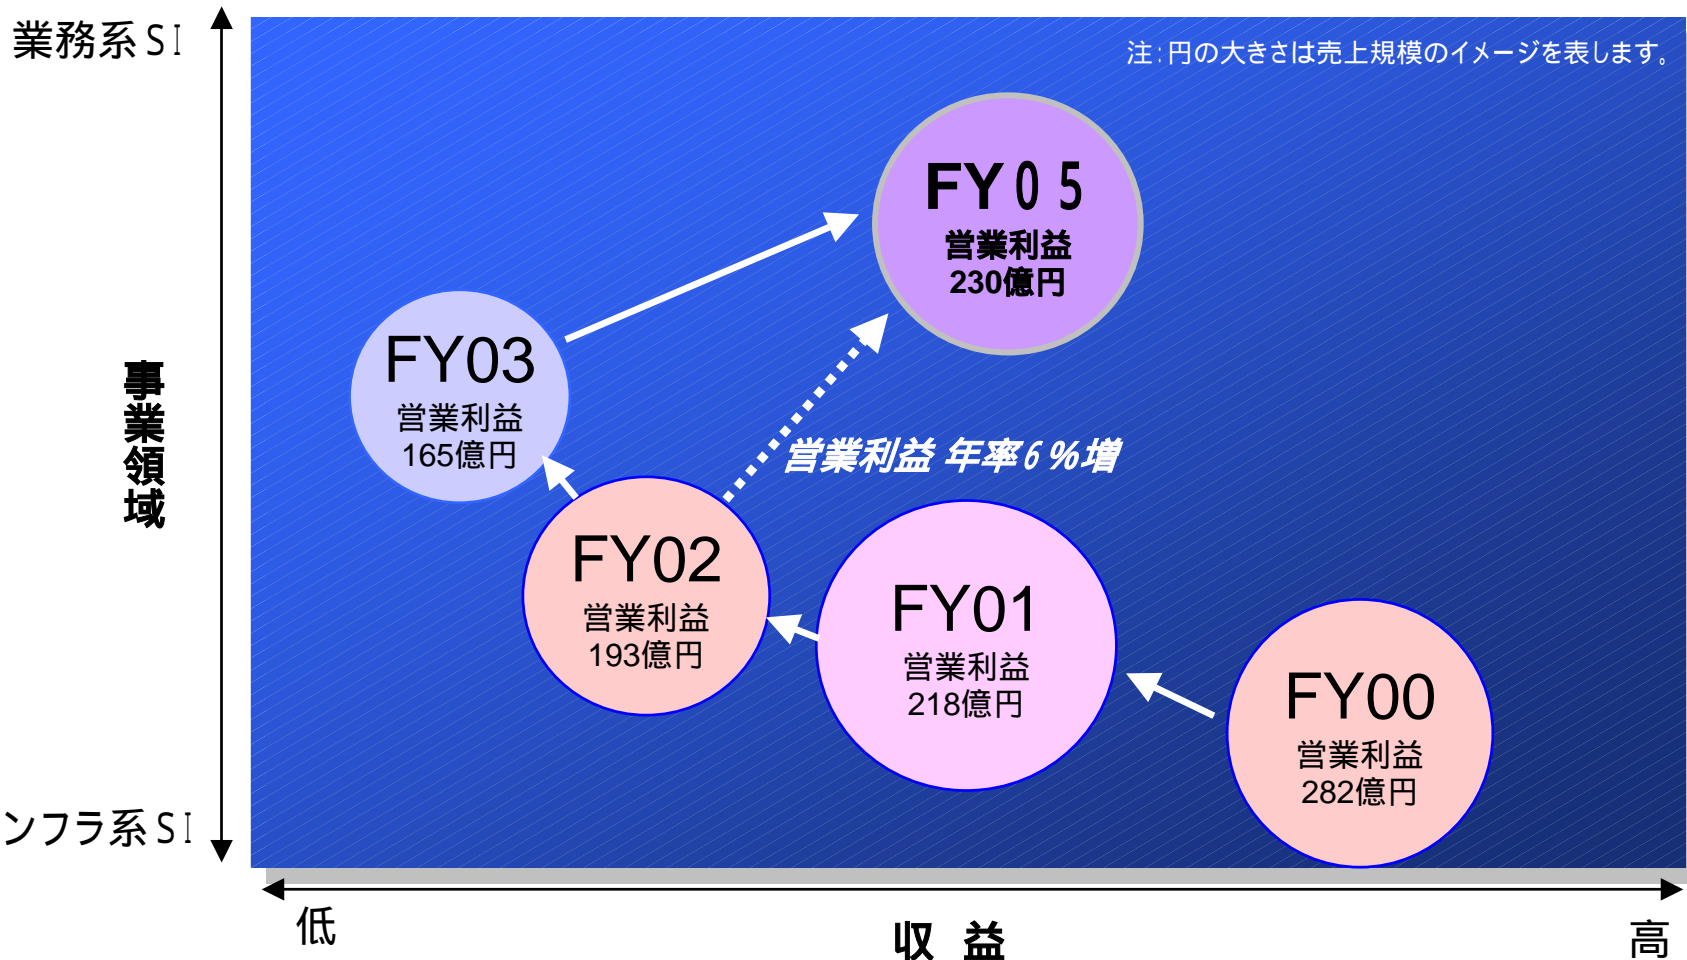 業務系ＳＩ
注：円の大きさは売上規模のイメージを表します。
FY０５
営業利益
230億円
FY03
営業利益
165億円
事業領域
営業利益 年率６％増
FY02
営業利益
193億円
FY01
営業利益
218億円
FY00
営業利益
282億円
ンフラ系ＳＩ
低
収 益
高